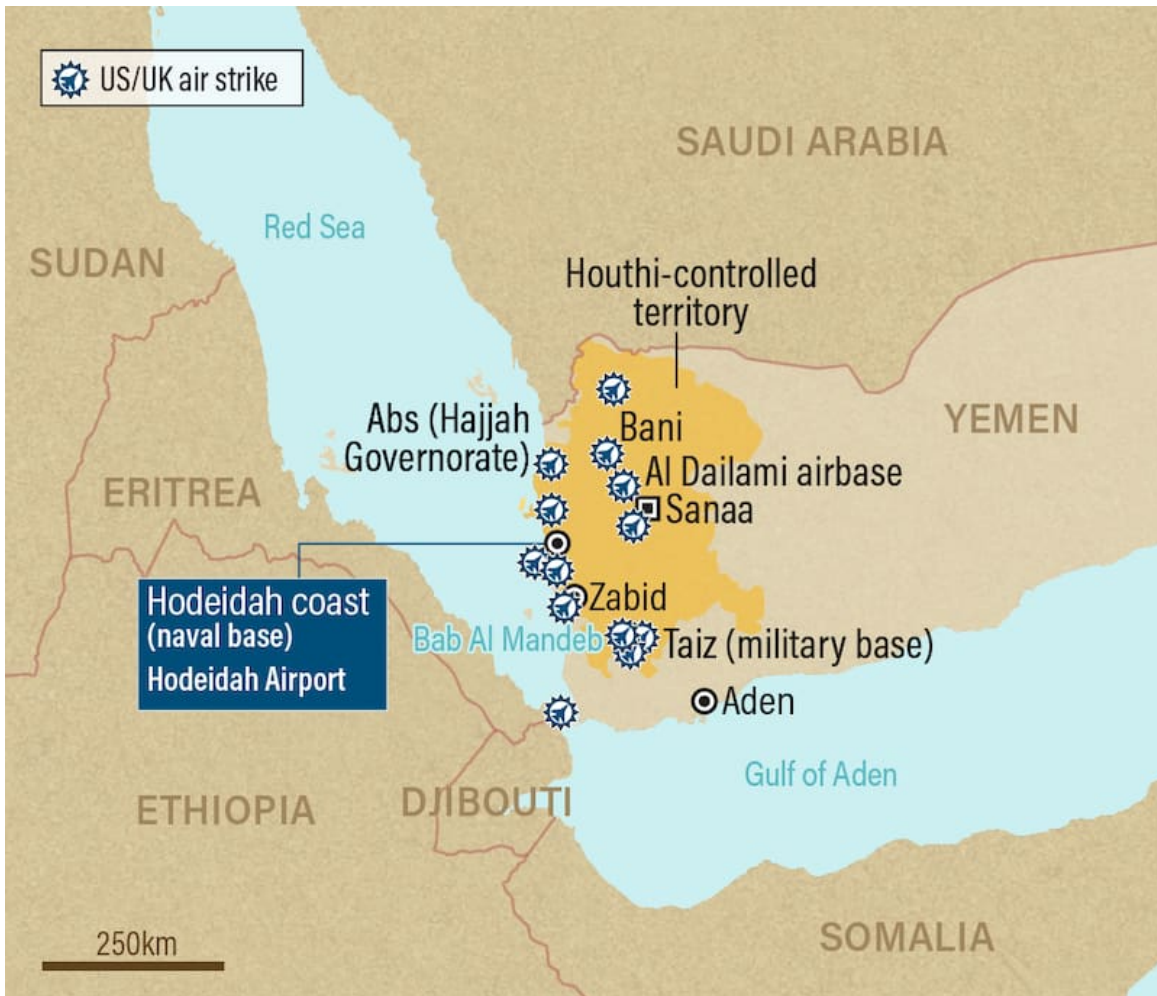 US/UK air strike
SAUDI ARABIA
Red Sea
SUDAN
Houthi-controlled
territory
Abs (Hajjah
Governorate)
Bani
YEMEN
Al Dailami airbase
ERITREA
Sanaa
Hodeidah coast
(naval base)
Hodeidah Airport
Zabid
Bab Al Mandeb
Taiz (military base)
Aden
Gulf of Aden
ETHIOPIA
DJIBOUTI
250km
SOMALIA